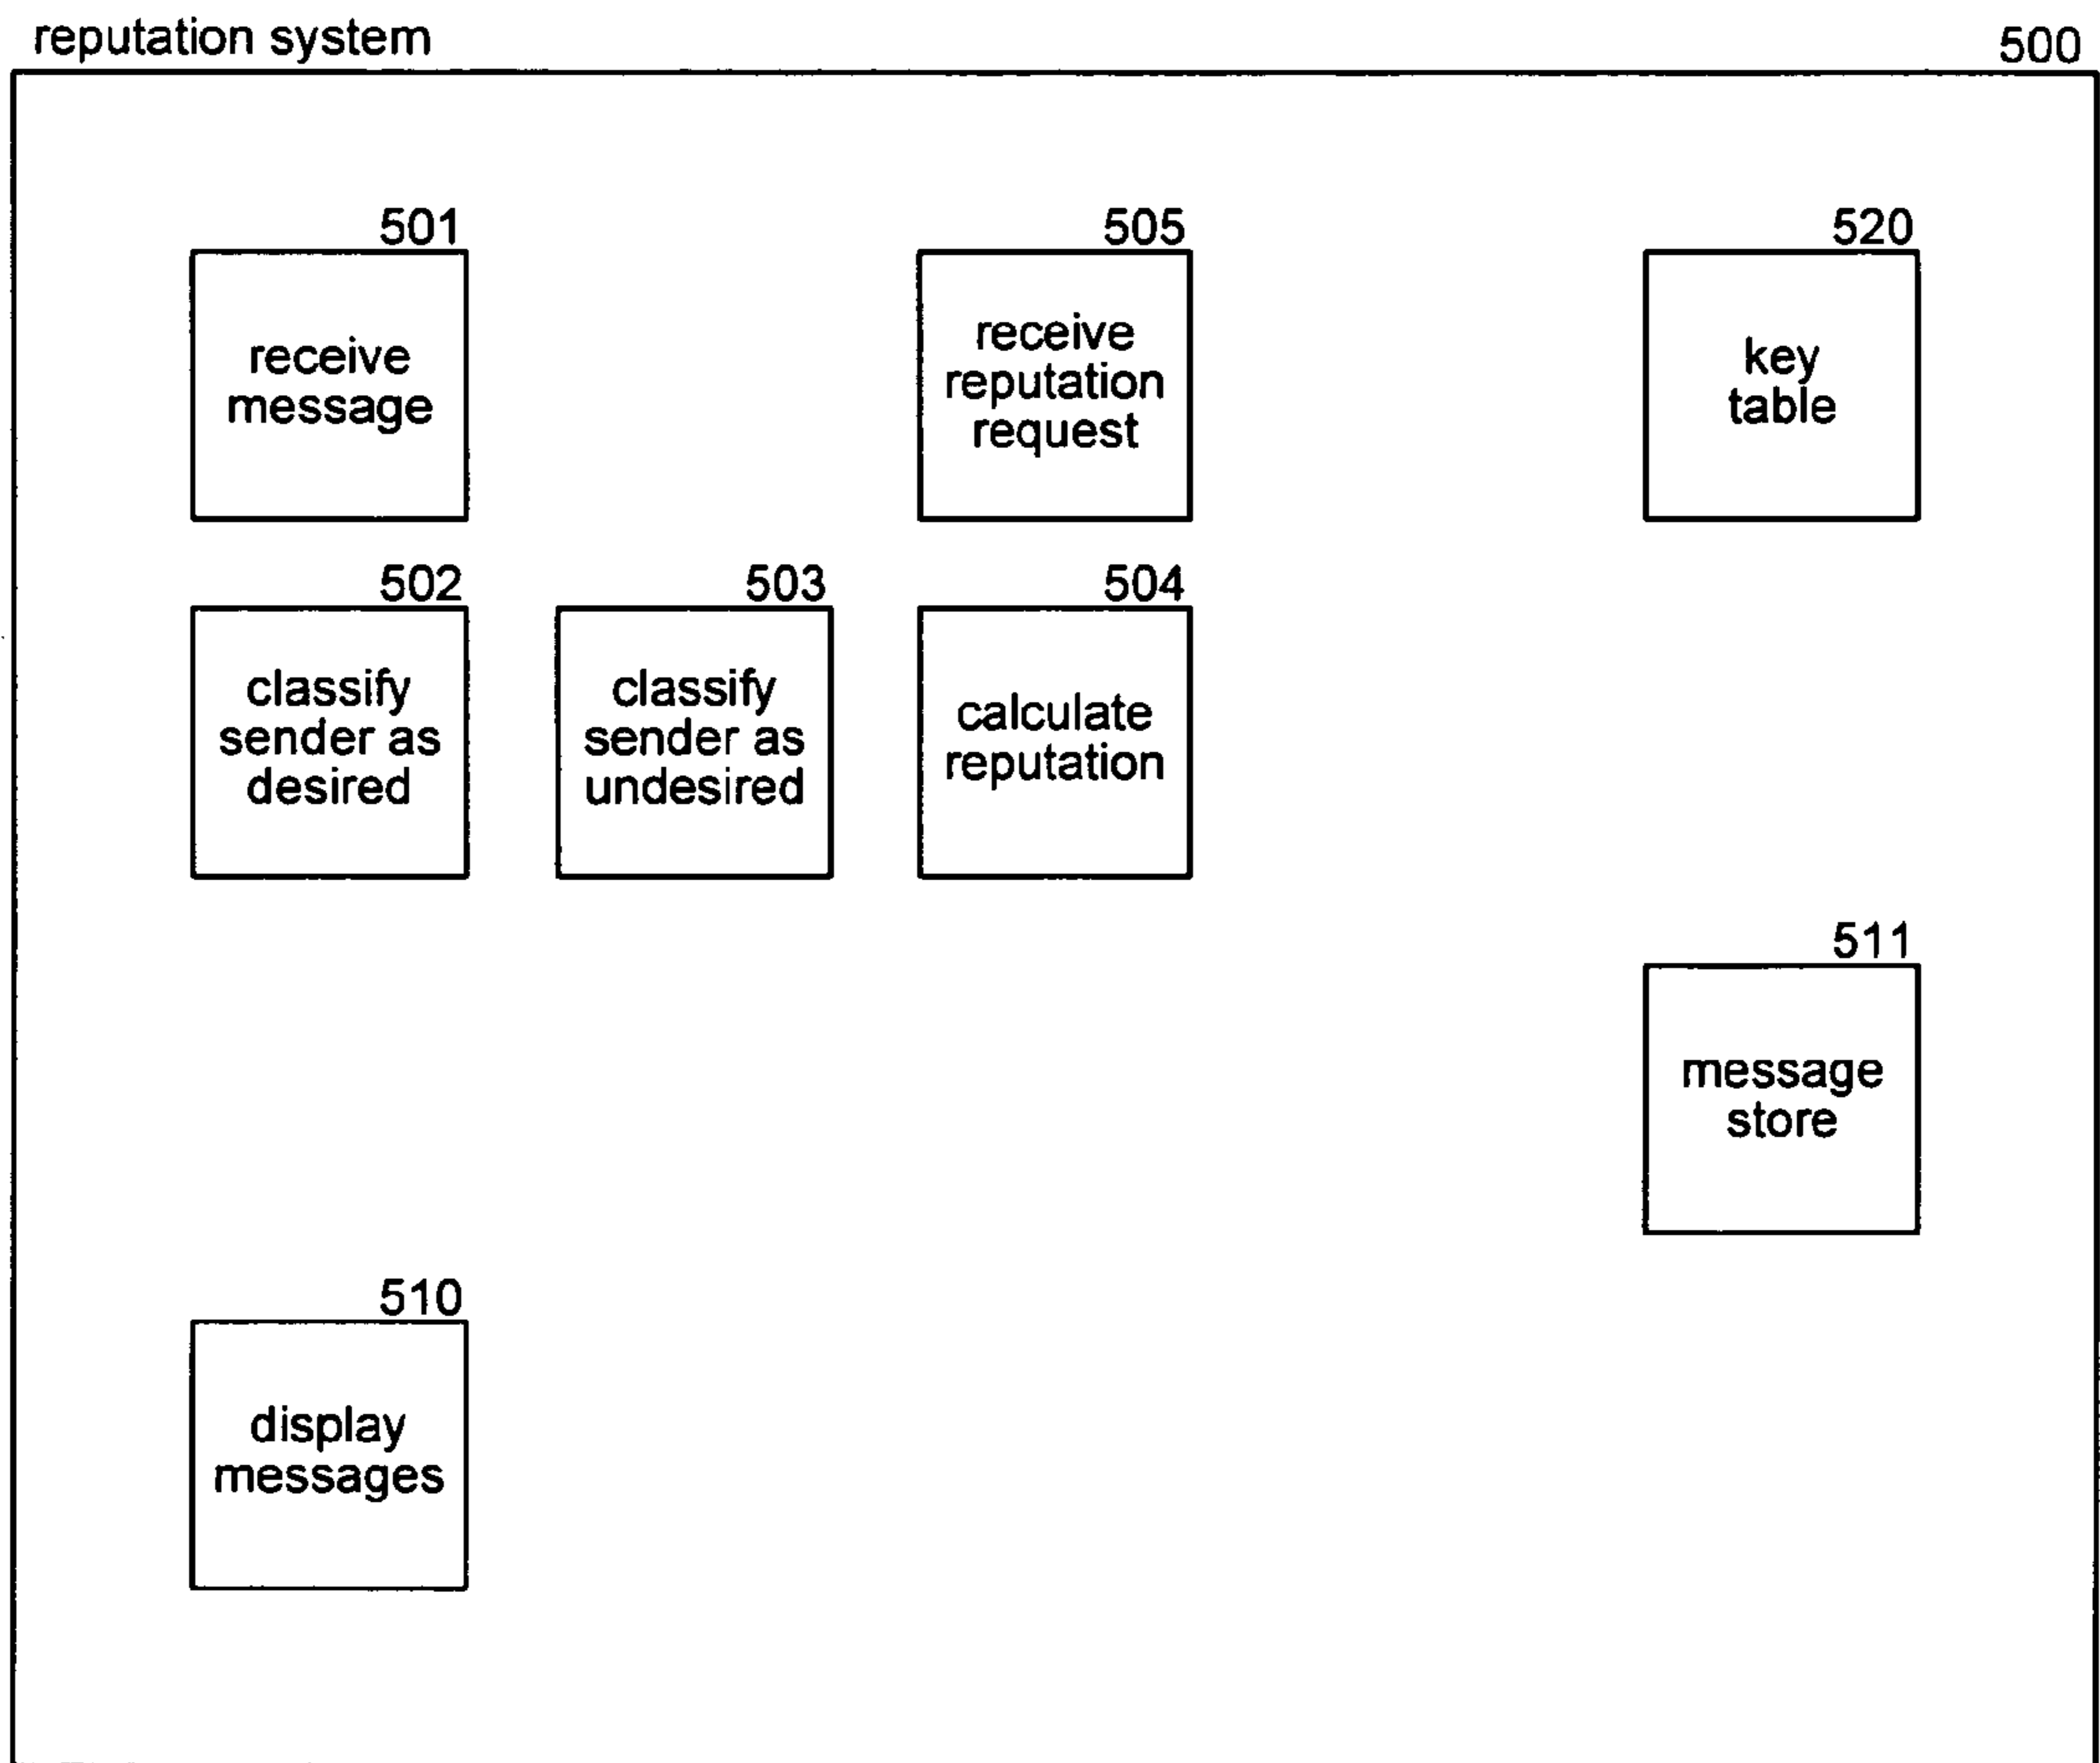 reputation system
500
501
receive
message
505
receive
reputation
request
520
key
table
502
classify
sender as
desired
503
classify
sender as
undesired
504
calculate
reputation
511
message
store
510
display
messages